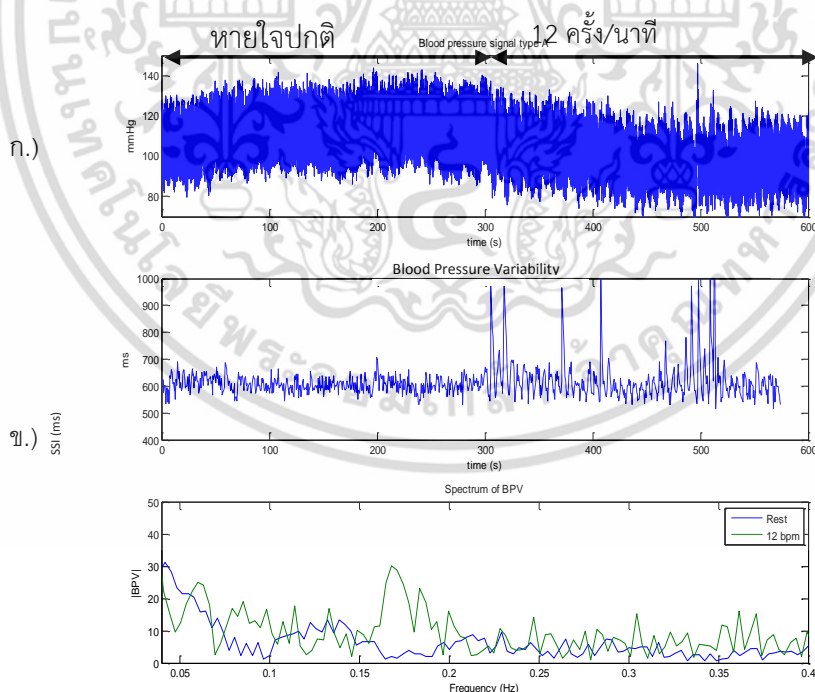 หายใจปกติ
Blood pressure signal type A
12 ครั้ง/นาที
ก.)
mmHg
140
120
100
80
0 100 200 300 400 500 600
time (s)
Blood Pressure Variability
ข.)
SSI (ms)
ms
1000
900
800
700
600
500
400
0 100 200 300 400 500 600
time (s)
Spectrum of BPV
|BPV|
50
40
30
20
10
0
Rest
12 bpm
0.05 0.1 0.15 0.2 0.25 0.3 0.35 0.4
Frequency (Hz)